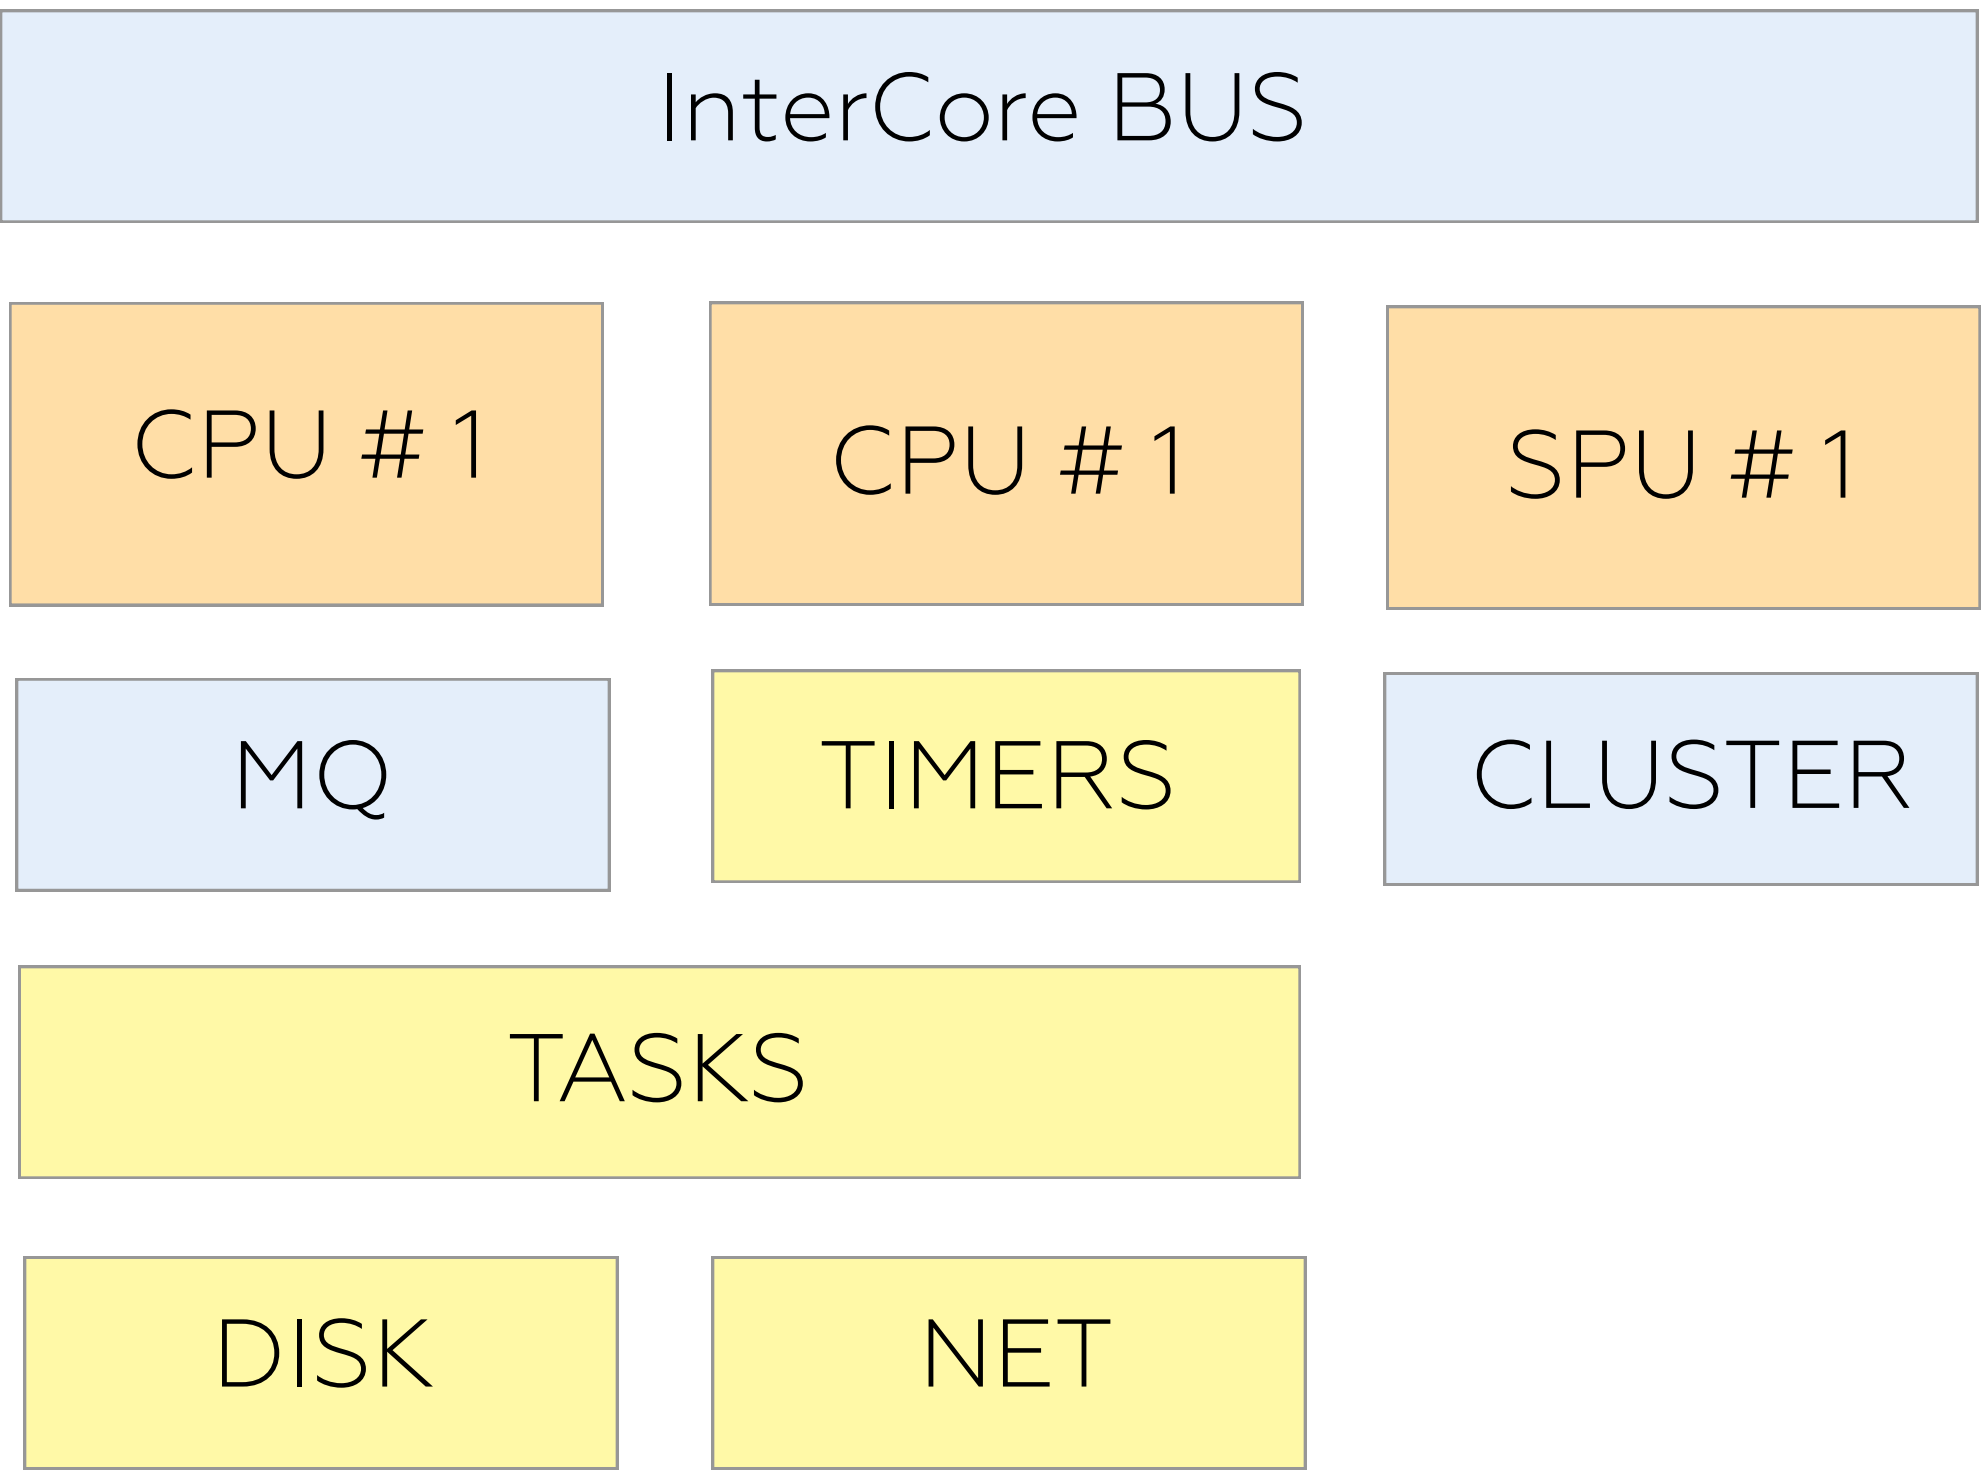 InterCore BUS
CPU # 1
CPU # 1
SPU # 1
MQ
TIMERS
CLUSTER
TASKS
DISK
NET